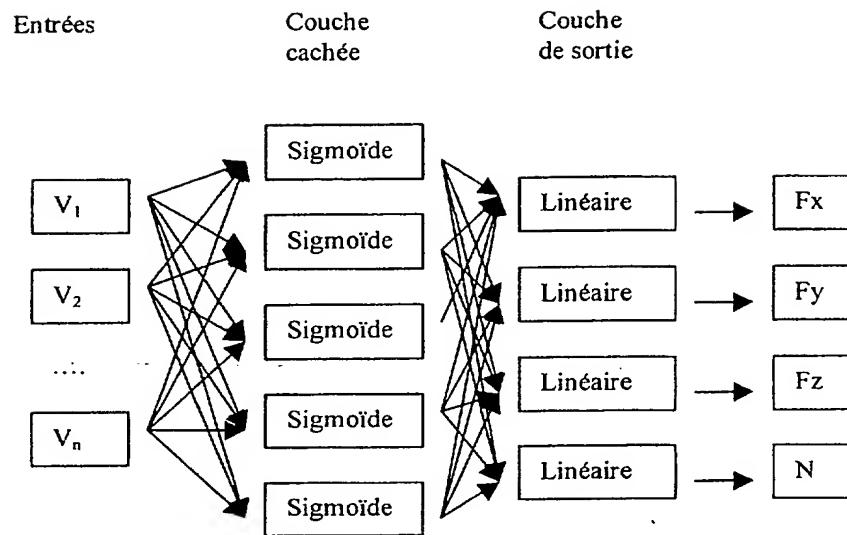 Entrées
Couche
cachée
Couche
de sortie
V₁
V₂
....
Vₙ
Sigmoïde
Sigmoïde
Sigmoïde
Sigmoïde
Sigmoïde
Linéaire
Linéaire
Linéaire
Linéaire
Fx
Fy
Fz
N